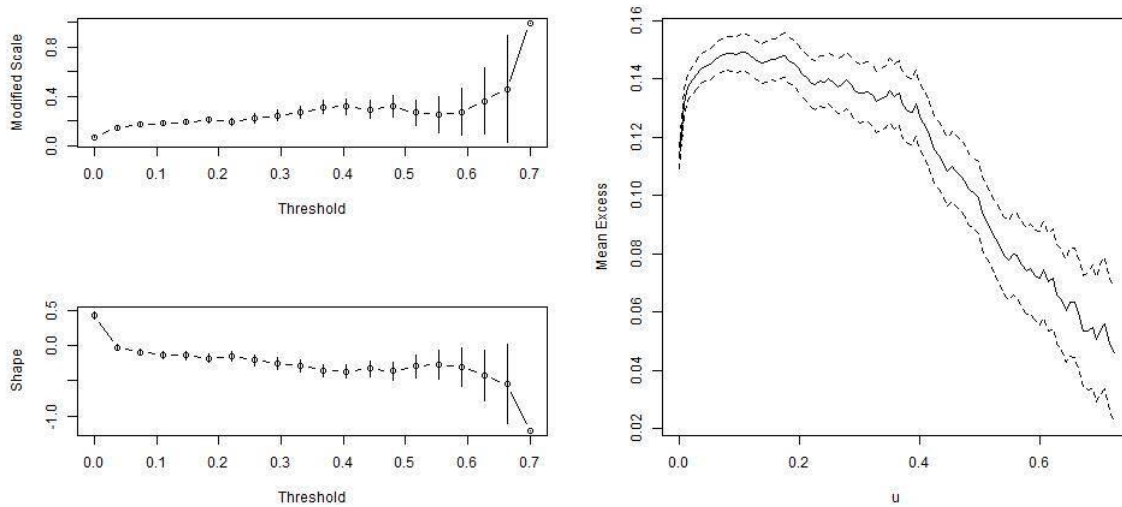 Modified Scale
0.0 0.4 0.8
0.0 0.1 0.2 0.3 0.4 0.5 0.6 0.7
Threshold
Shape
-1.0 0.0 0.5
0.0 0.1 0.2 0.3 0.4 0.5 0.6 0.7
Threshold
Mean Excess
0.02 0.04 0.06 0.08 0.10 0.12 0.14 0.16
0.0 0.2 0.4 0.6
u